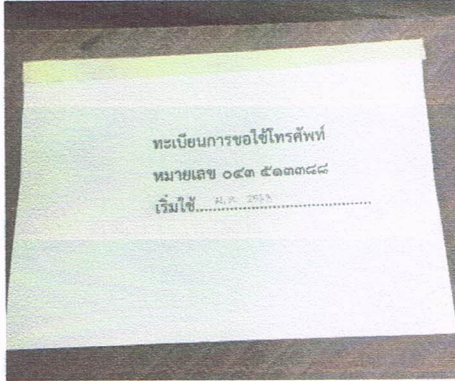 ทะเบียนการขอใช้โทรศัพท์
หมายเลข ๐๔๓ ๕๑๓๓๘๘
เริ่มใช้..........................................